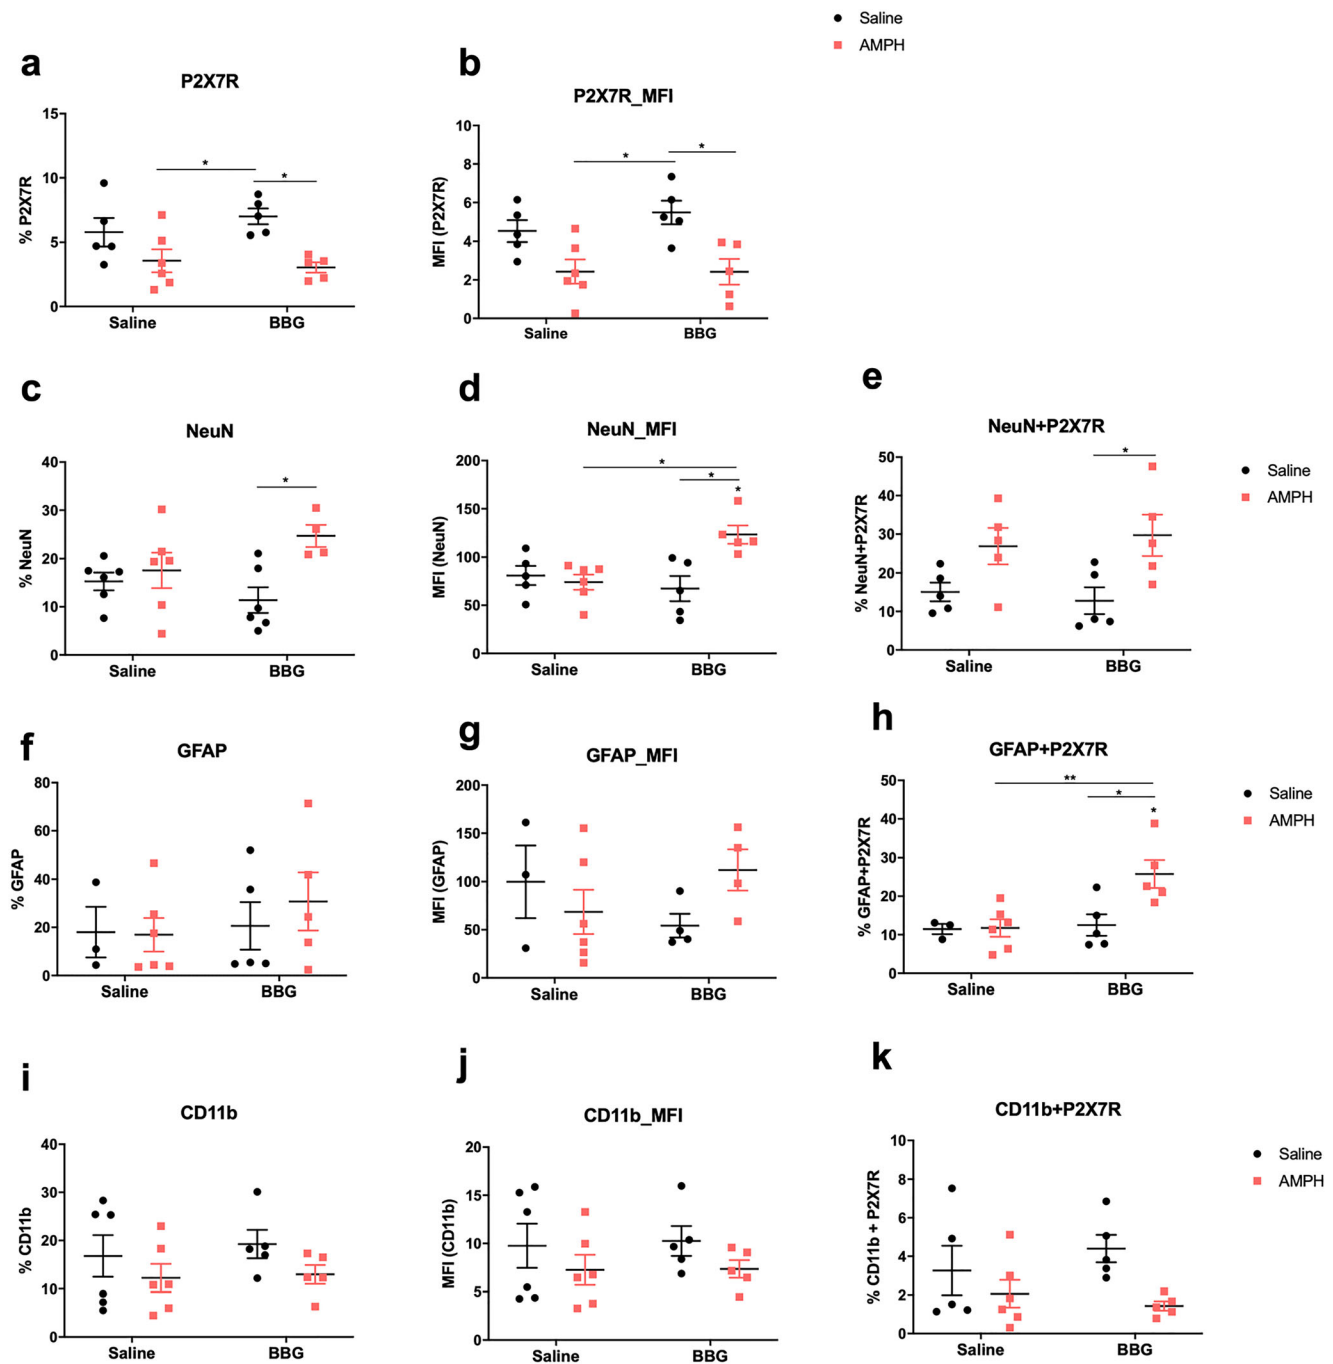 Saline
AMPH
a
P2X7R
15
10
5
0
% P2X7R
*
*
Saline BBG
b
P2X7R_MFI
10
8
6
4
2
0
MFI (P2X7R)
*
*
Saline BBG
c
NeuN
40
30
20
10
0
% NeuN
*
Saline BBG
d
NeuN_MFI
200
150
100
50
0
MFI (NeuN)
*
*
*
Saline BBG
e
NeuN+P2X7R
50
40
30
20
10
0
% NeuN+P2X7R
*
Saline BBG
Saline
AMPH
f
GFAP
80
60
40
20
0
% GFAP
Saline BBG
g
GFAP_MFI
200
150
100
50
0
MFI (GFAP)
Saline BBG
h
GFAP+P2X7R
50
40
30
20
10
0
% GFAP+P2X7R
**
*
*
Saline BBG
Saline
AMPH
i
CD11b
40
30
20
10
0
% CD11b
Saline BBG
j
CD11b_MFI
20
15
10
5
0
MFI (CD11b)
Saline BBG
k
CD11b+P2X7R
10
8
6
4
2
0
% CD11b + P2X7R
Saline BBG
Saline
AMPH